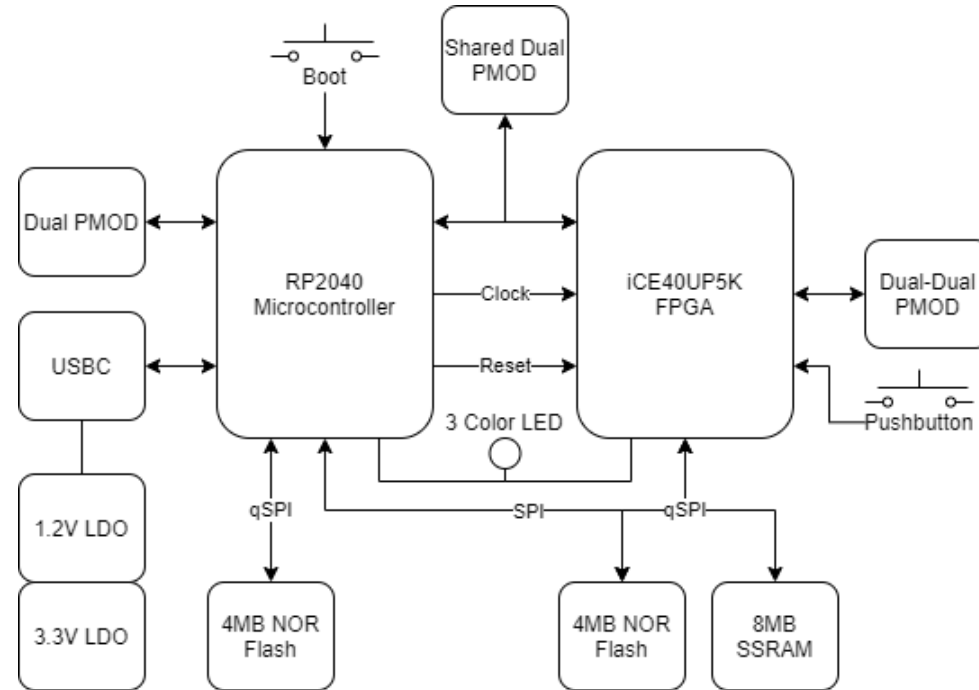 Shared Dual
PMOD
Boot
Dual PMOD
RP2040
Microcontroller
iCE40UP5K
FPGA
Clock
Dual-Dual
PMOD
USBC
Reset
3 Color LED
Pushbutton
qSPI
SPI
qSPI
1.2V LDO
3.3V LDO
4MB NOR
Flash
4MB NOR
Flash
8MB
SSRAM